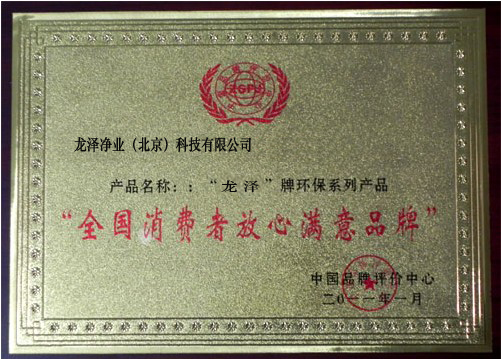 龙泽净业（北京）科技有限公司
产品名称：：“龙泽”牌环保系列产品
“全国消费者放心满意品牌”
中国品牌评价中心
二〇一一年一月